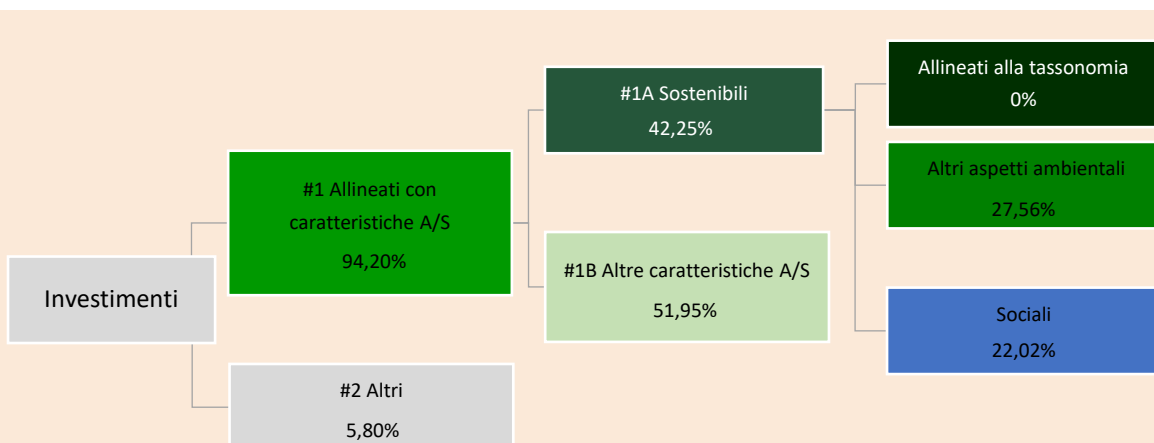 Investimenti
#1 Allineati con
caratteristiche A/S
94,20%
#2 Altri
5,80%
#1A Sostenibili
42,25%
#1B Altre caratteristiche A/S
51,95%
Allineati alla tassonomia
0%
Altri aspetti ambientali
27,56%
Sociali
22,02%